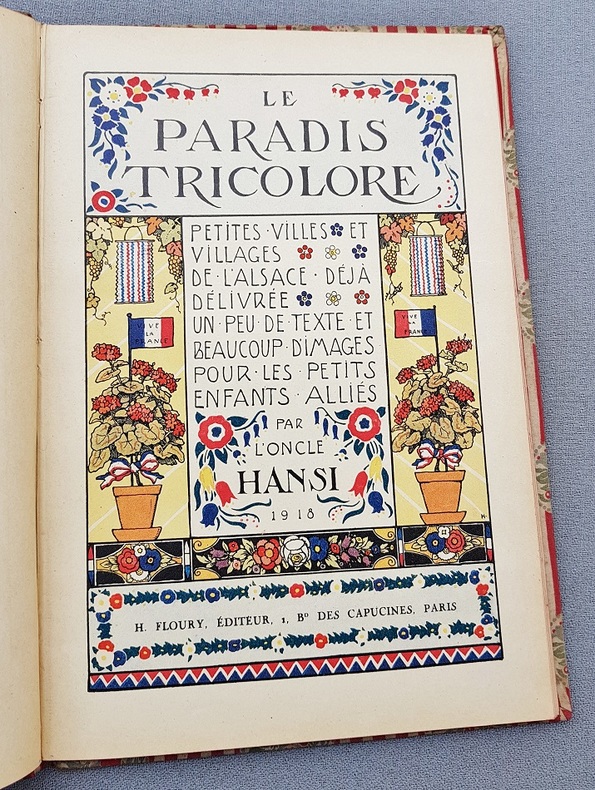 LE
PARADIS
TRICOLORE
PETITES · VILLES ET
VILLAGES
DE · L'ALSACE · DÉJÀ
DÉLIVRÉE
UN · PEU · DE · TEXTE · ET
BEAUCOUP · D'IMAGES
POUR · LES · PETITS
ENFANTS · ALLIÉS
PAR
L'ONCLE
HANSI
1918
VIVE
LA
FRANCE
VIVE
LA
FRANCE
H. FLOURY, ÉDITEUR, 1, Bᴰ DES CAPUCINES, PARIS